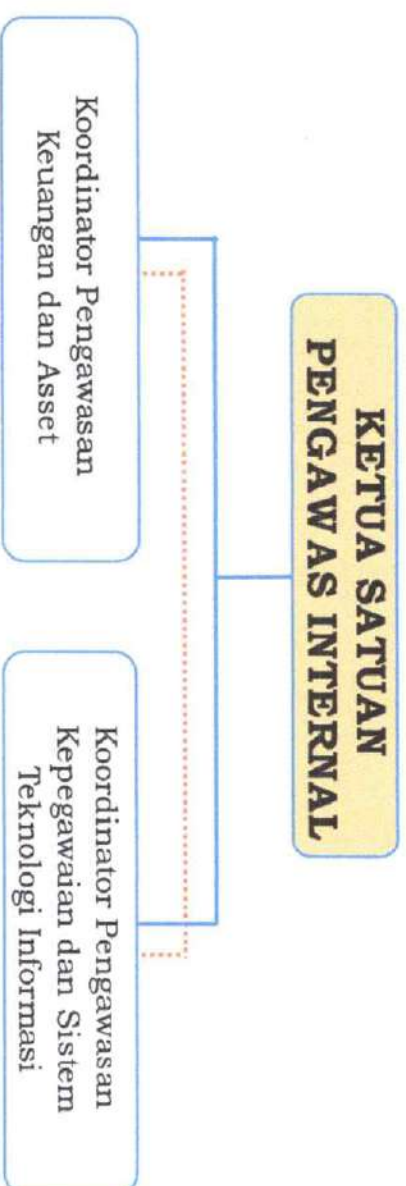 KETUA SATUAN
PENGAWAS INTERNAL
Koordinator Pengawasan
Keuangan dan Asset
Koordinator Pengawasan
Kepegawaian dan Sistem
Teknologi Informasi